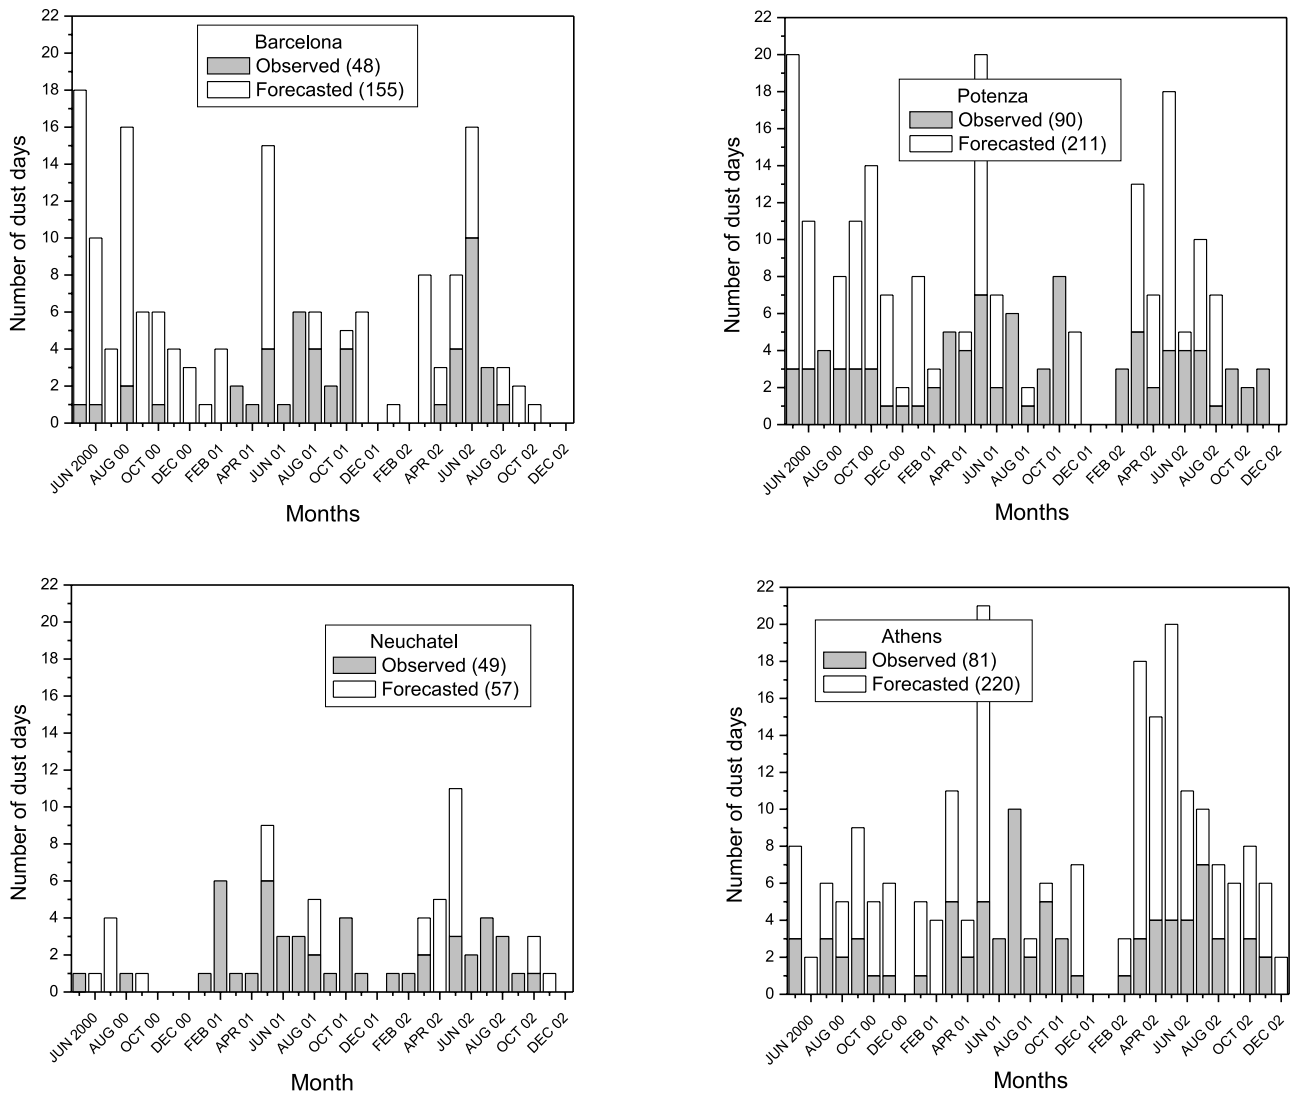 22
20
18
16
14
12
10
8
6
4
2
0
Number of dust days
Barcelona
Observed (48)
Forecasted (155)
JUN 2000
AUG 00
OCT 00
DEC 00
FEB 01
APR 01
JUN 01
AUG 01
OCT 01
DEC 01
FEB 02
APR 02
JUN 02
AUG 02
OCT 02
DEC 02
Months
22
20
18
16
14
12
10
8
6
4
2
0
Number of dust days
Potenza
Observed (90)
Forecasted (211)
JUN 2000
AUG 00
OCT 00
DEC 00
FEB 01
APR 01
JUN 01
AUG 01
OCT 01
DEC 01
FEB 02
APR 02
JUN 02
AUG 02
OCT 02
DEC 02
Months
22
20
18
16
14
12
10
8
6
4
2
0
Number of dust days
Neuchatel
Observed (49)
Forecasted (57)
JUN 2000
AUG 00
OCT 00
DEC 00
FEB 01
APR 01
JUN 01
AUG 01
OCT 01
DEC 01
FEB 02
APR 02
JUN 02
AUG 02
OCT 02
DEC 02
Month
22
20
18
16
14
12
10
8
6
4
2
0
Number of dust days
Athens
Observed (81)
Forecasted (220)
JUN 2000
AUG 00
OCT 00
DEC 00
FEB 01
APR 01
JUN 01
AUG 01
OCT 01
DEC 01
FEB 02
APR 02
JUN 02
AUG 02
OCT 02
DEC 02
Months